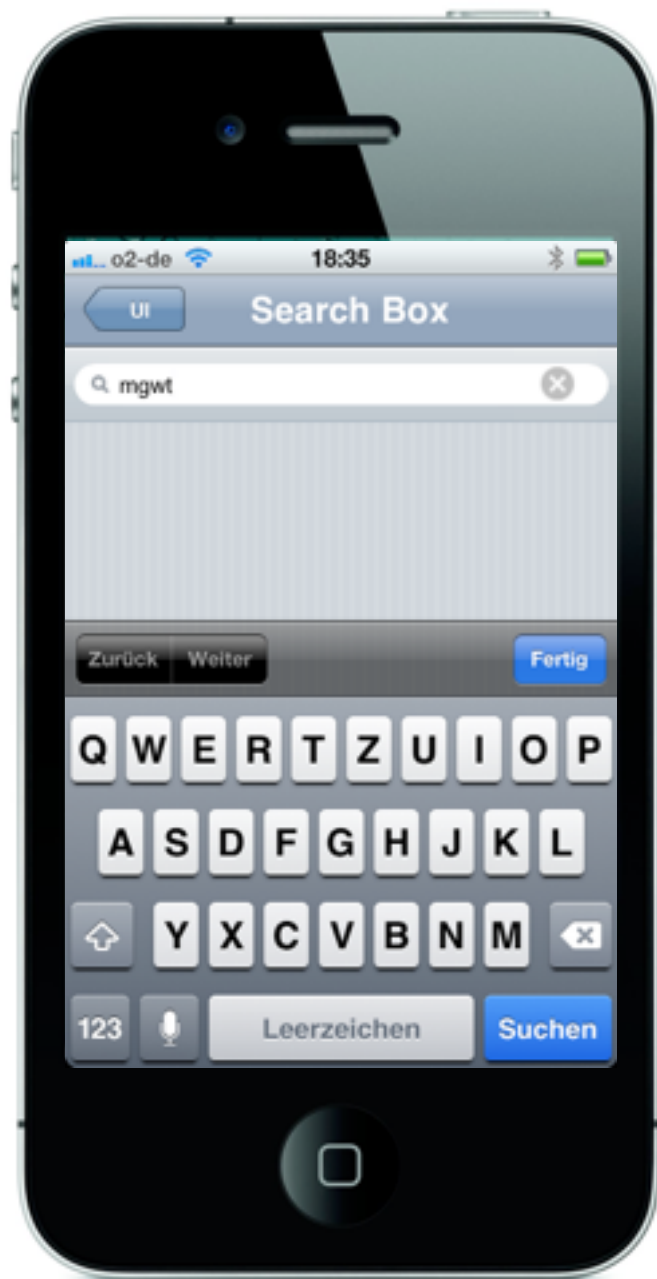 o2-de 18:35
UI Search Box
mgwt
Zurück Weiter Fertig
Q W E R T Z U I O P
A S D F G H J K L
Y X C V B N M
123 Leerzeichen Suchen